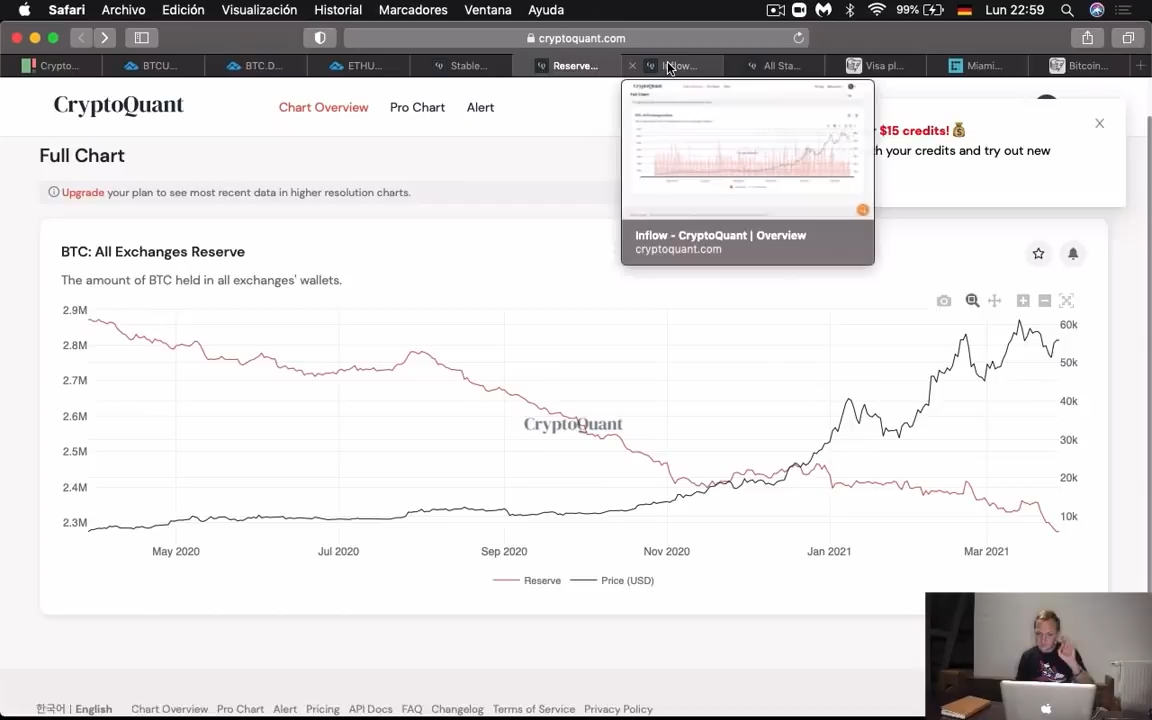 Safari Archivo Edición Visualización Historial Marcadores Ventana Ayuda 99% Lun 22:59
cryptoquant.com
Crypto... BTCU... BTC.D... ETHU... Stable... Reserve... Inflow... All Sta... Visa pl... Miami... Bitcoin...
CryptoQuant Chart Overview Pro Chart Alert
$15 credits!
h your credits and try out new
Full Chart
Upgrade your plan to see most recent data in higher resolution charts.
Inflow - CryptoQuant | Overview
cryptoquant.com
BTC: All Exchanges Reserve
The amount of BTC held in all exchanges' wallets.
2.9M
60k
2.8M
50k
2.7M
40k
2.6M
CryptoQuant
30k
2.5M
20k
2.4M
10k
2.3M
May 2020 Jul 2020 Sep 2020 Nov 2020 Jan 2021 Mar 2021
Reserve Price (USD)
한국어 | English Chart Overview Pro Chart Alert Pricing API Docs FAQ Changelog Terms of Service Privacy Policy